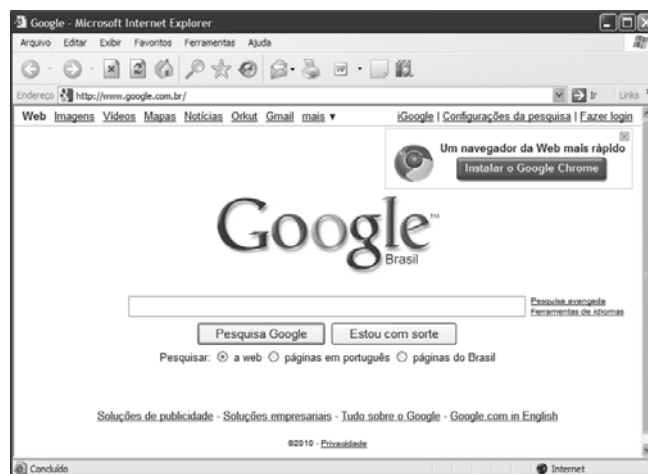 Google - Microsoft Internet Explorer
Arquivo Editar Exibir Favoritos Ferramentas Ajuda
Endereço http://www.google.com.br/ Ir Links
Web Imagens Vídeos Mapas Notícias Orkut Gmail mais ▼ iGoogle | Configurações da pesquisa | Fazer login
Um navegador da Web mais rápido
Instalar o Google Chrome
Google™
Brasil
Pesquisa avançada
Ferramentas de idiomas
Pesquisa Google Estou com sorte
Pesquisar: a web páginas em português páginas do Brasil
Soluções de publicidade - Soluções empresariais - Tudo sobre o Google - Google.com in English
©2010 - Privacidade
Concluído Internet